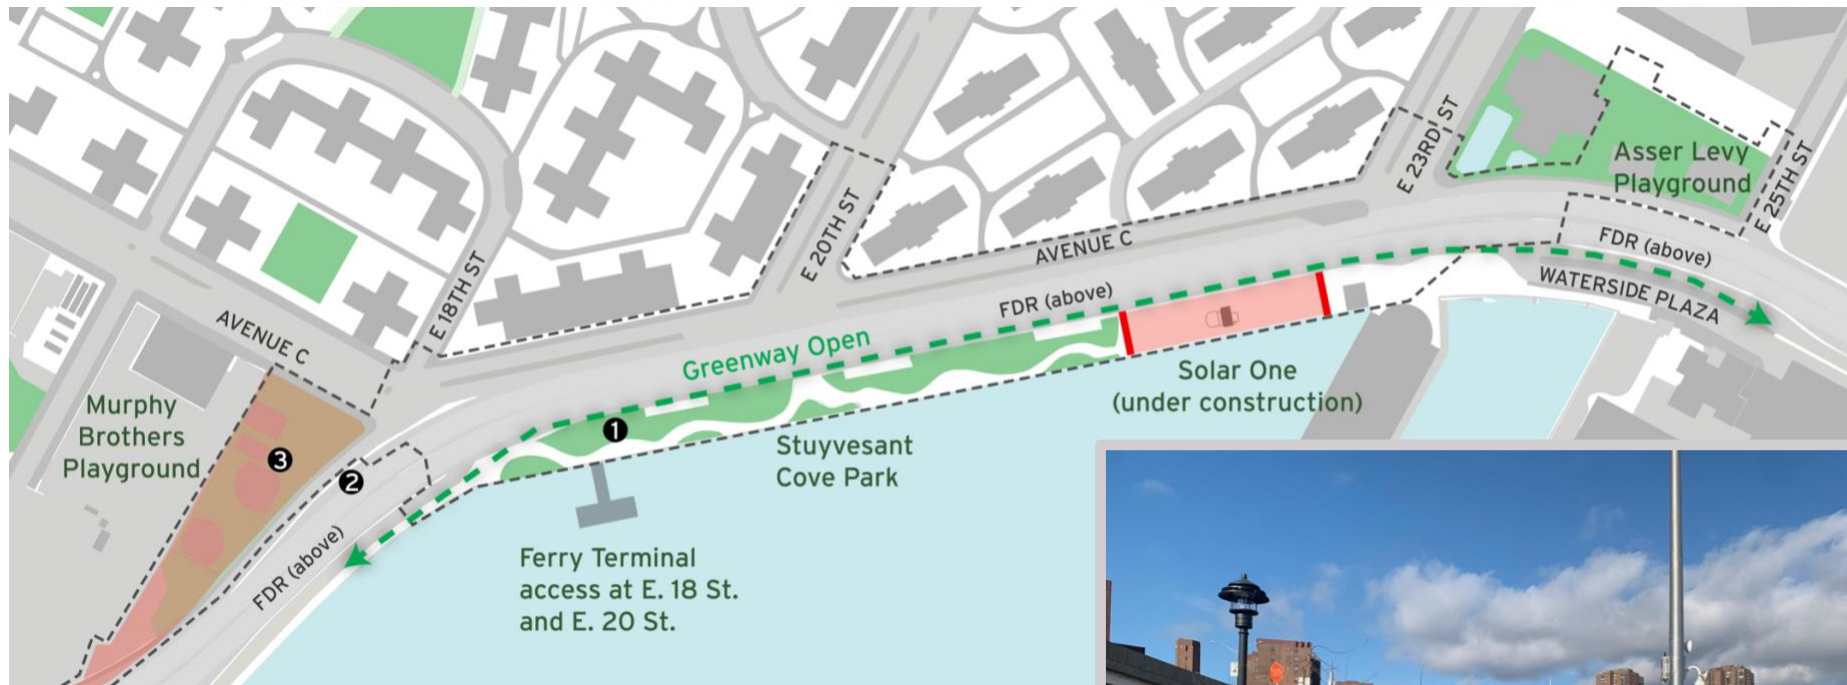 E 23RD ST
Asser Levy
Playground
E 25TH ST
E 20TH ST
AVENUE C
FDR (above)
FDR (above)
WATERSIDE PLAZA
E 18TH ST
AVENUE C
Greenway Open
Solar One
(under construction)
Murphy
Brothers
Playground
1
2
3
Stuyvesant
Cove Park
FDR (above)
Ferry Terminal
access at E. 18 St.
and E. 20 St.